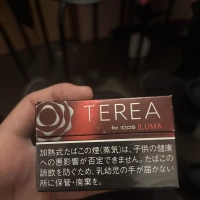 TEREA
for IQOS ILUMA
加熱式たばこの煙(蒸気)は、子供の健康
への悪影響が否定できません。たばこの
誤飲を防ぐため、乳幼児の手が届かない
所に保管・廃棄を。